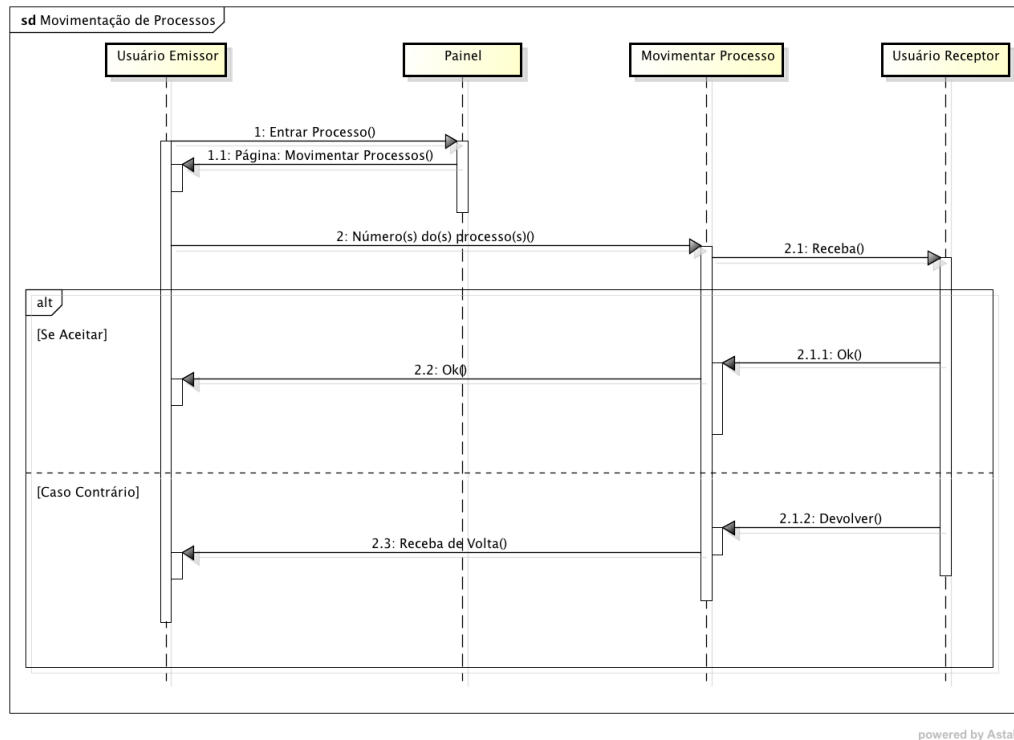 sd Movimentação de Processos
Usuário Emissor
Painel
Movimentar Processo
Usuário Receptor
1: Entrar Processo()
1.1: Página: Movimentar Processos()
2: Número(s) do(s) processo(s)()
2.1: Receba()
alt
[Se Aceitar]
2.1.1: Ok()
2.2: Ok()
[Caso Contrário]
2.1.2: Devolver()
2.3: Receba de Volta()
powered by Asta